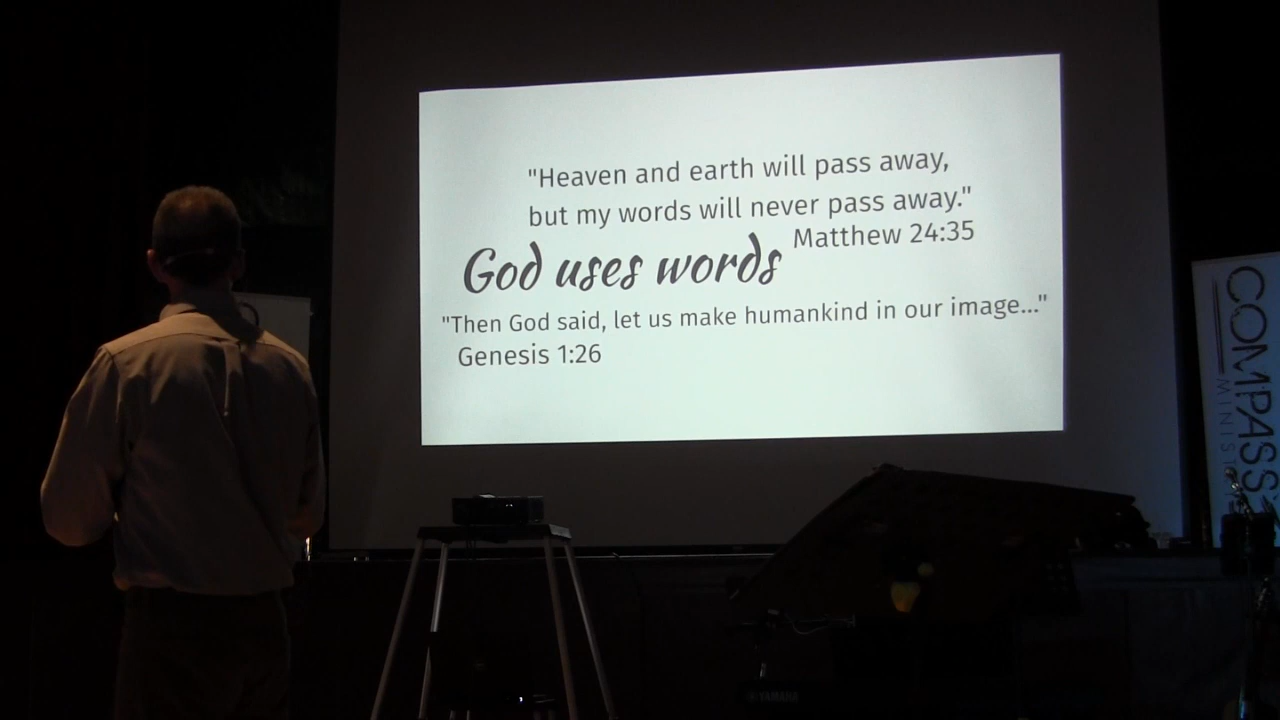 "Heaven and earth will pass away,
but my words will never pass away."
Matthew 24:35
God uses words
"Then God said, let us make humankind in our image..."
Genesis 1:26
COMPASS
YAMAHA